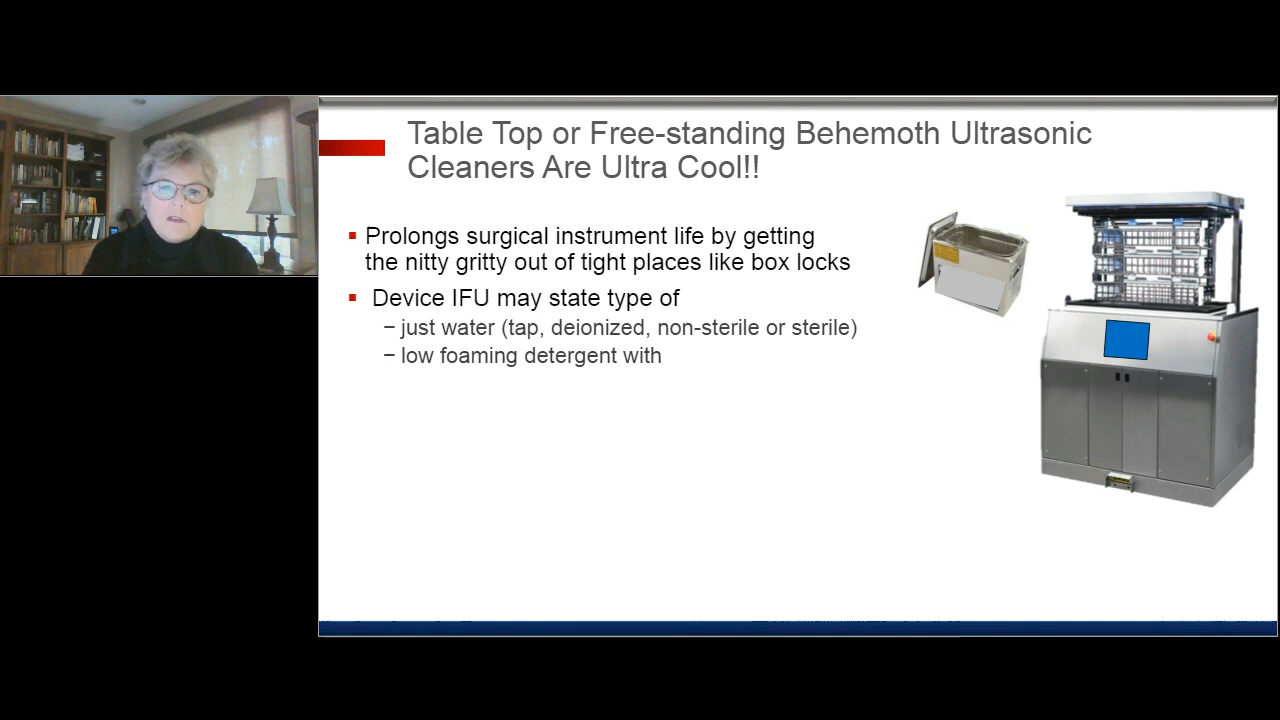 Table Top or Free-standing Behemoth Ultrasonic
Cleaners Are Ultra Cool!!
Prolongs surgical instrument life by getting
the nitty gritty out of tight places like box locks
Device IFU may state type of
– just water (tap, deionized, non-sterile or sterile)
– low foaming detergent with